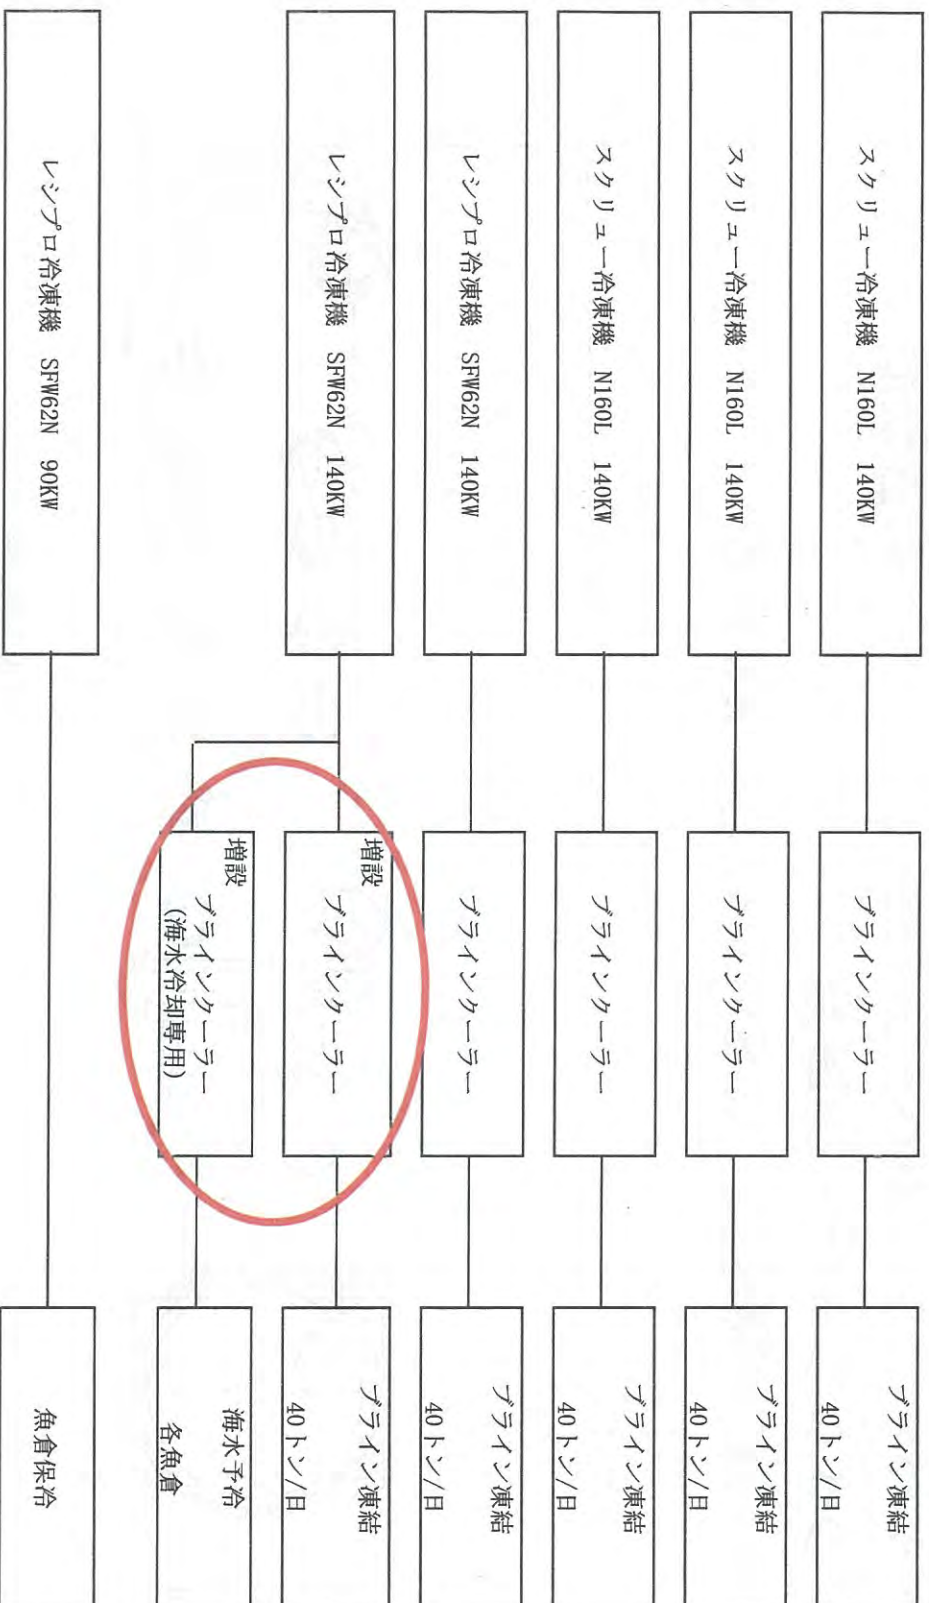 スクリュー冷凍機 N160L 140KW
ブラインクーラー
ブライン凍結
40トン/日
スクリュー冷凍機 N160L 140KW
ブラインクーラー
ブライン凍結
40トン/日
スクリュー冷凍機 N160L 140KW
ブラインクーラー
ブライン凍結
40トン/日
レシプロ冷凍機 SFW62N 140KW
ブラインクーラー
ブライン凍結
40トン/日
レシプロ冷凍機 SFW62N 140KW
増設
ブラインクーラー
ブライン凍結
40トン/日
増設
ブラインクーラー
(海水冷却専用)
海水予冷
各魚倉
レシプロ冷凍機 SFW62N 90KW
魚倉保冷